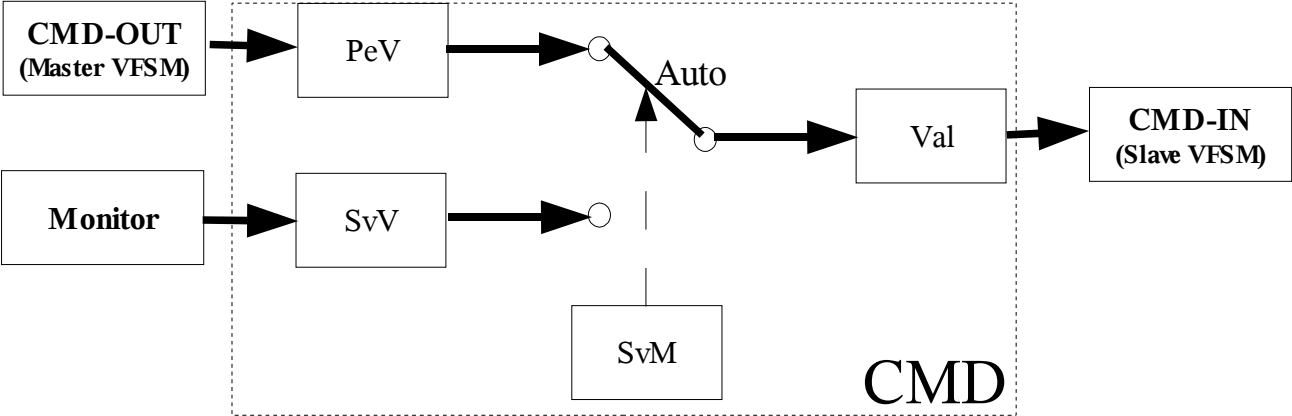 CMD-OUT
(Master VFSM)
PeV
Auto
Val
CMD-IN
(Slave VFSM)
Monitor
SvV
SvM
CMD